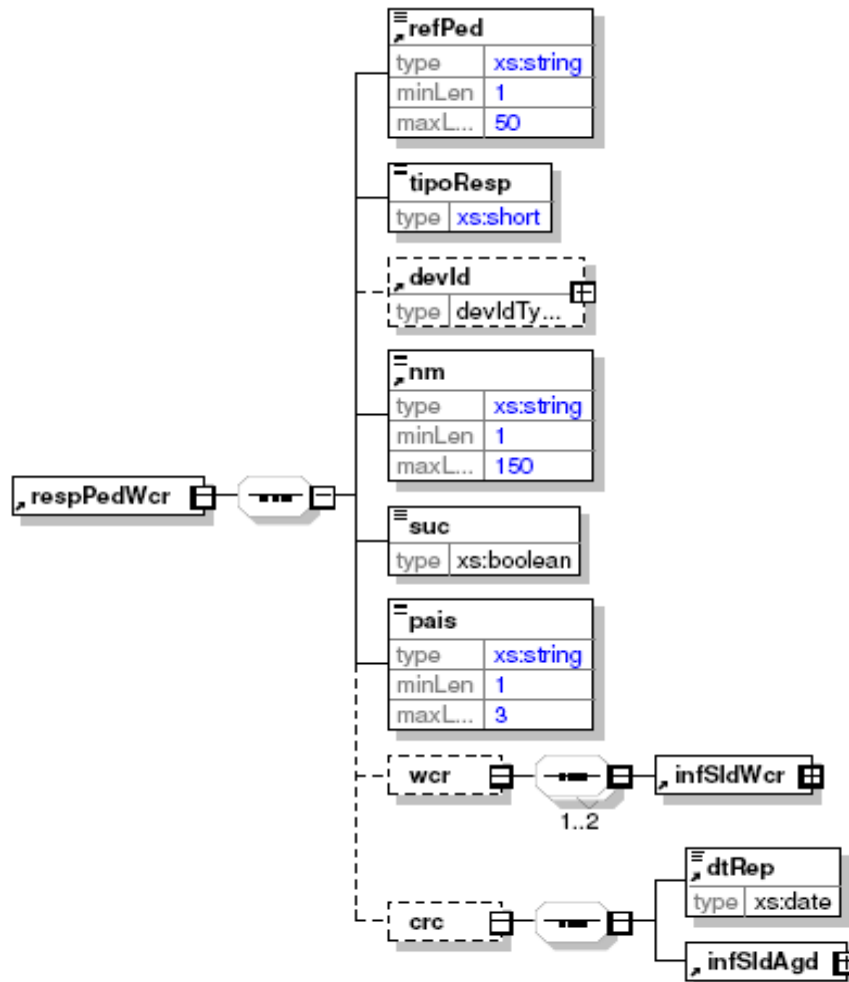 refPed
type xs:string
minLen 1
maxL... 50
tipoResp
type xs:short
devId
type devIdTy...
nm
type xs:string
minLen 1
maxL... 150
respPedWcr
suc
type xs:boolean
pais
type xs:string
minLen 1
maxL... 3
wcr
infSldWcr
1..2
dtRep
type xs:date
crc
infSldAgd